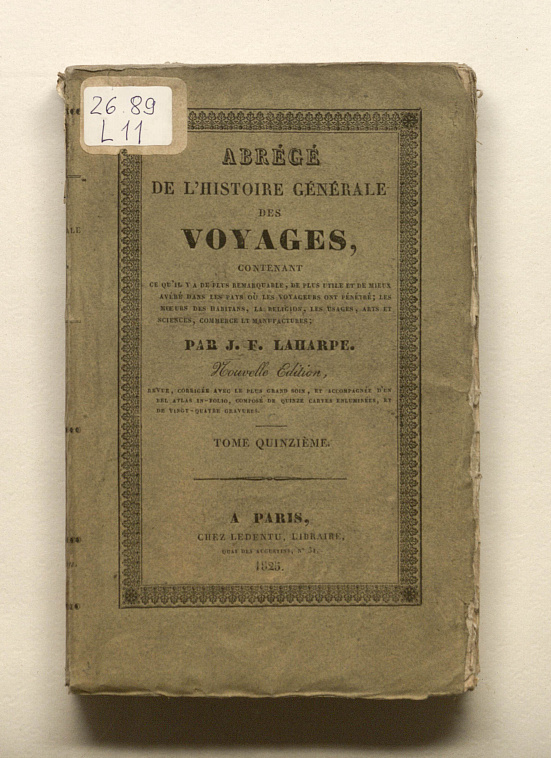 26.89
L 11
ABRÉGÉ
DE L'HISTOIRE GÉNÉRALE
DES
VOYAGES,
CONTENANT
CE QU'IL Y A DE PLUS REMARQUABLE, DE PLUS UTILE ET DE MIEUX
AVÉRÉ DANS LES PAYS OÙ LES VOYAGEURS ONT PÉNÉTRÉ; LES
MŒURS DES HABITANS, LA RELIGION, LES USAGES, ARTS ET
SCIENCES, COMMERCE ET MANUFACTURES;
PAR J. F. LAHARPE.
Nouvelle Édition,
REVUE, CORRIGÉE AVEC LE PLUS GRAND SOIN, ET ACCOMPAGNÉE D'UN
BEL ATLAS IN-FOLIO, COMPOSÉ DE QUINZE CARTES ENLUMINÉES, ET
DE VINGT-QUATRE GRAVURES.
TOME QUINZIÈME.
A PARIS,
CHEZ LEDENTU, LIBRAIRE,
QUAI DES AUGUSTINS, N° 31.
1825.